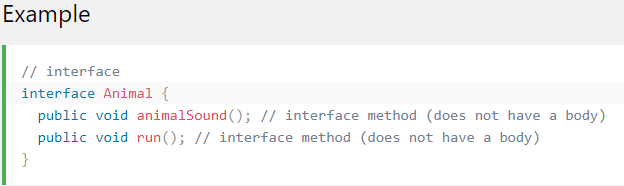 Example
// interface
interface Animal {
  public void animalSound(); // interface method (does not have a body)
  public void run(); // interface method (does not have a body)
}